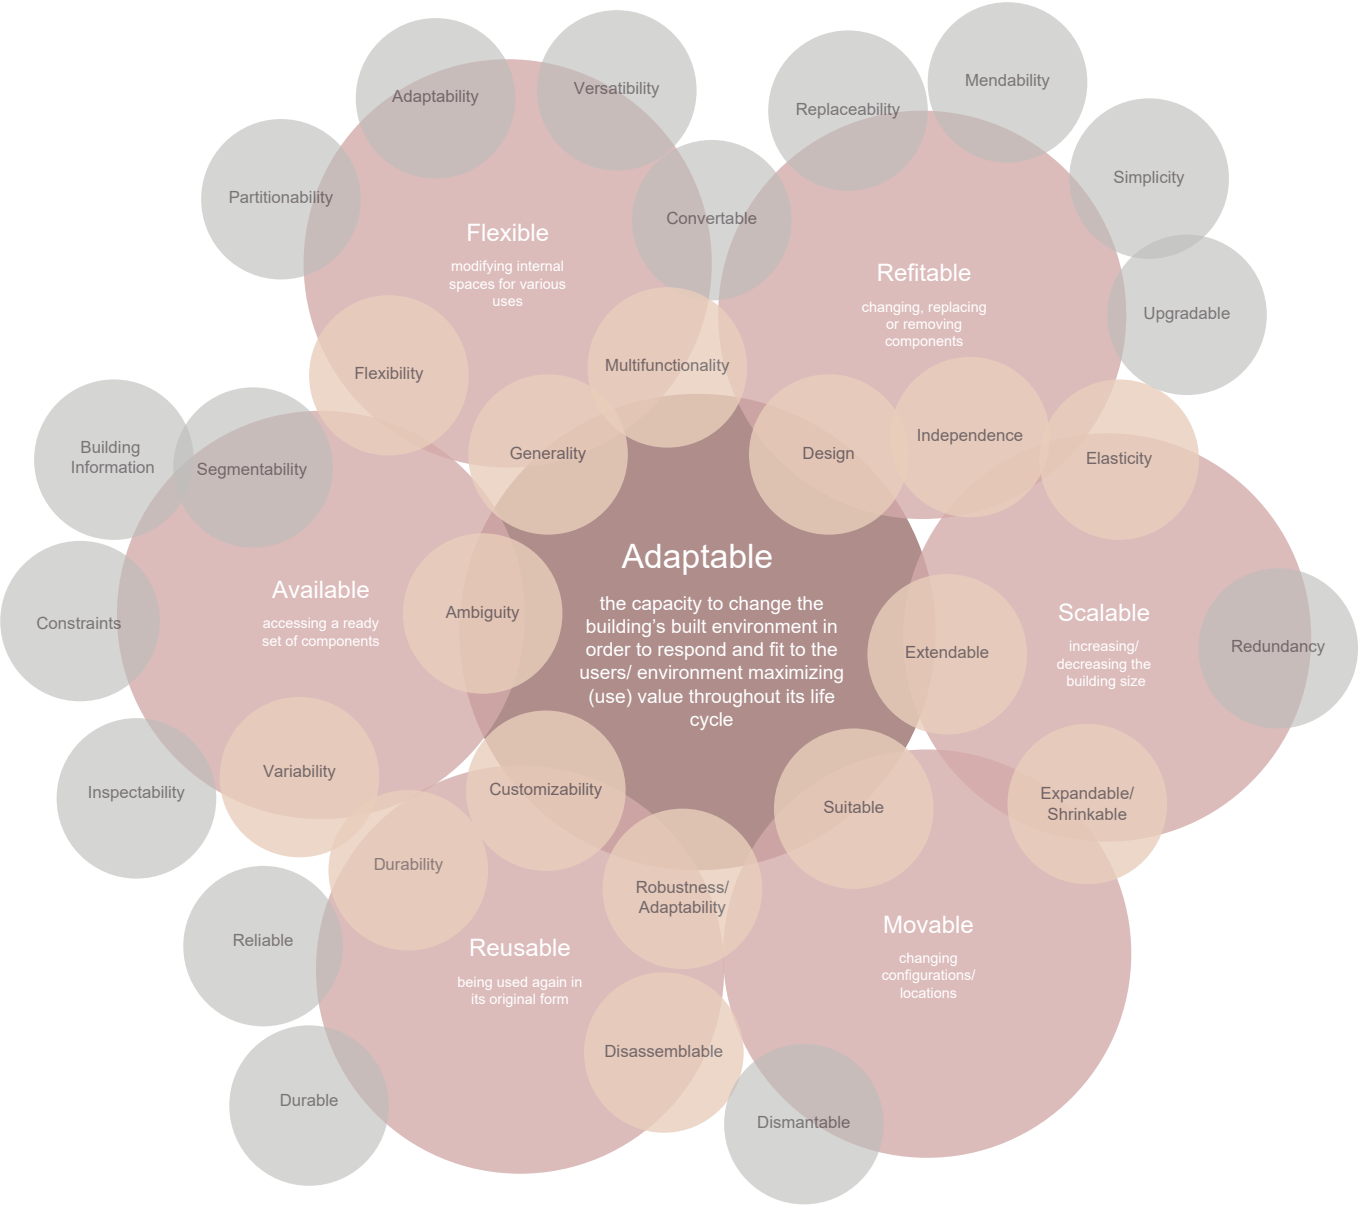 Adaptability
Versatibility
Replaceability
Mendability
Partitionability
Convertable
Simplicity
Flexible
modifying internal
spaces for various
uses
Refitable
changing, replacing
or removing
components
Upgradable
Flexibility
Multifunctionality
Building
Information
Segmentability
Generality
Design
Independence
Elasticity
Available
accessing a ready
set of components
Ambiguity
Adaptable
the capacity to change the
building’s built environment in
order to respond and fit to the
users/ environment maximizing
(use) value throughout its life
cycle
Extendable
Scalable
increasing/
decreasing the
building size
Redundancy
Constraints
Inspectability
Variability
Customizability
Suitable
Expandable/
Shrinkable
Durability
Robustness/
Adaptability
Reliable
Reusable
being used again in
its original form
Movable
changing
configurations/
locations
Disassemblable
Durable
Dismantable